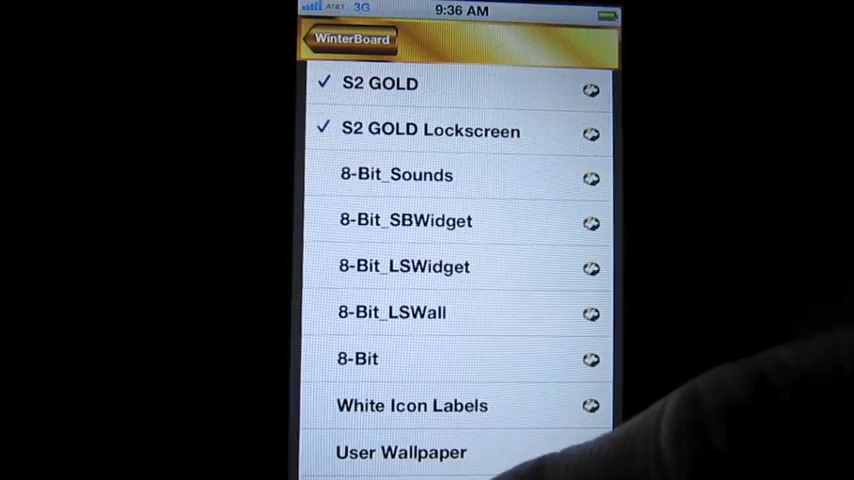 AT&T 3G 9:36 AM
WinterBoard
S2 GOLD
S2 GOLD Lockscreen
8-Bit_Sounds
8-Bit_SBWidget
8-Bit_LSWidget
8-Bit_LSWall
8-Bit
White Icon Labels
User Wallpaper